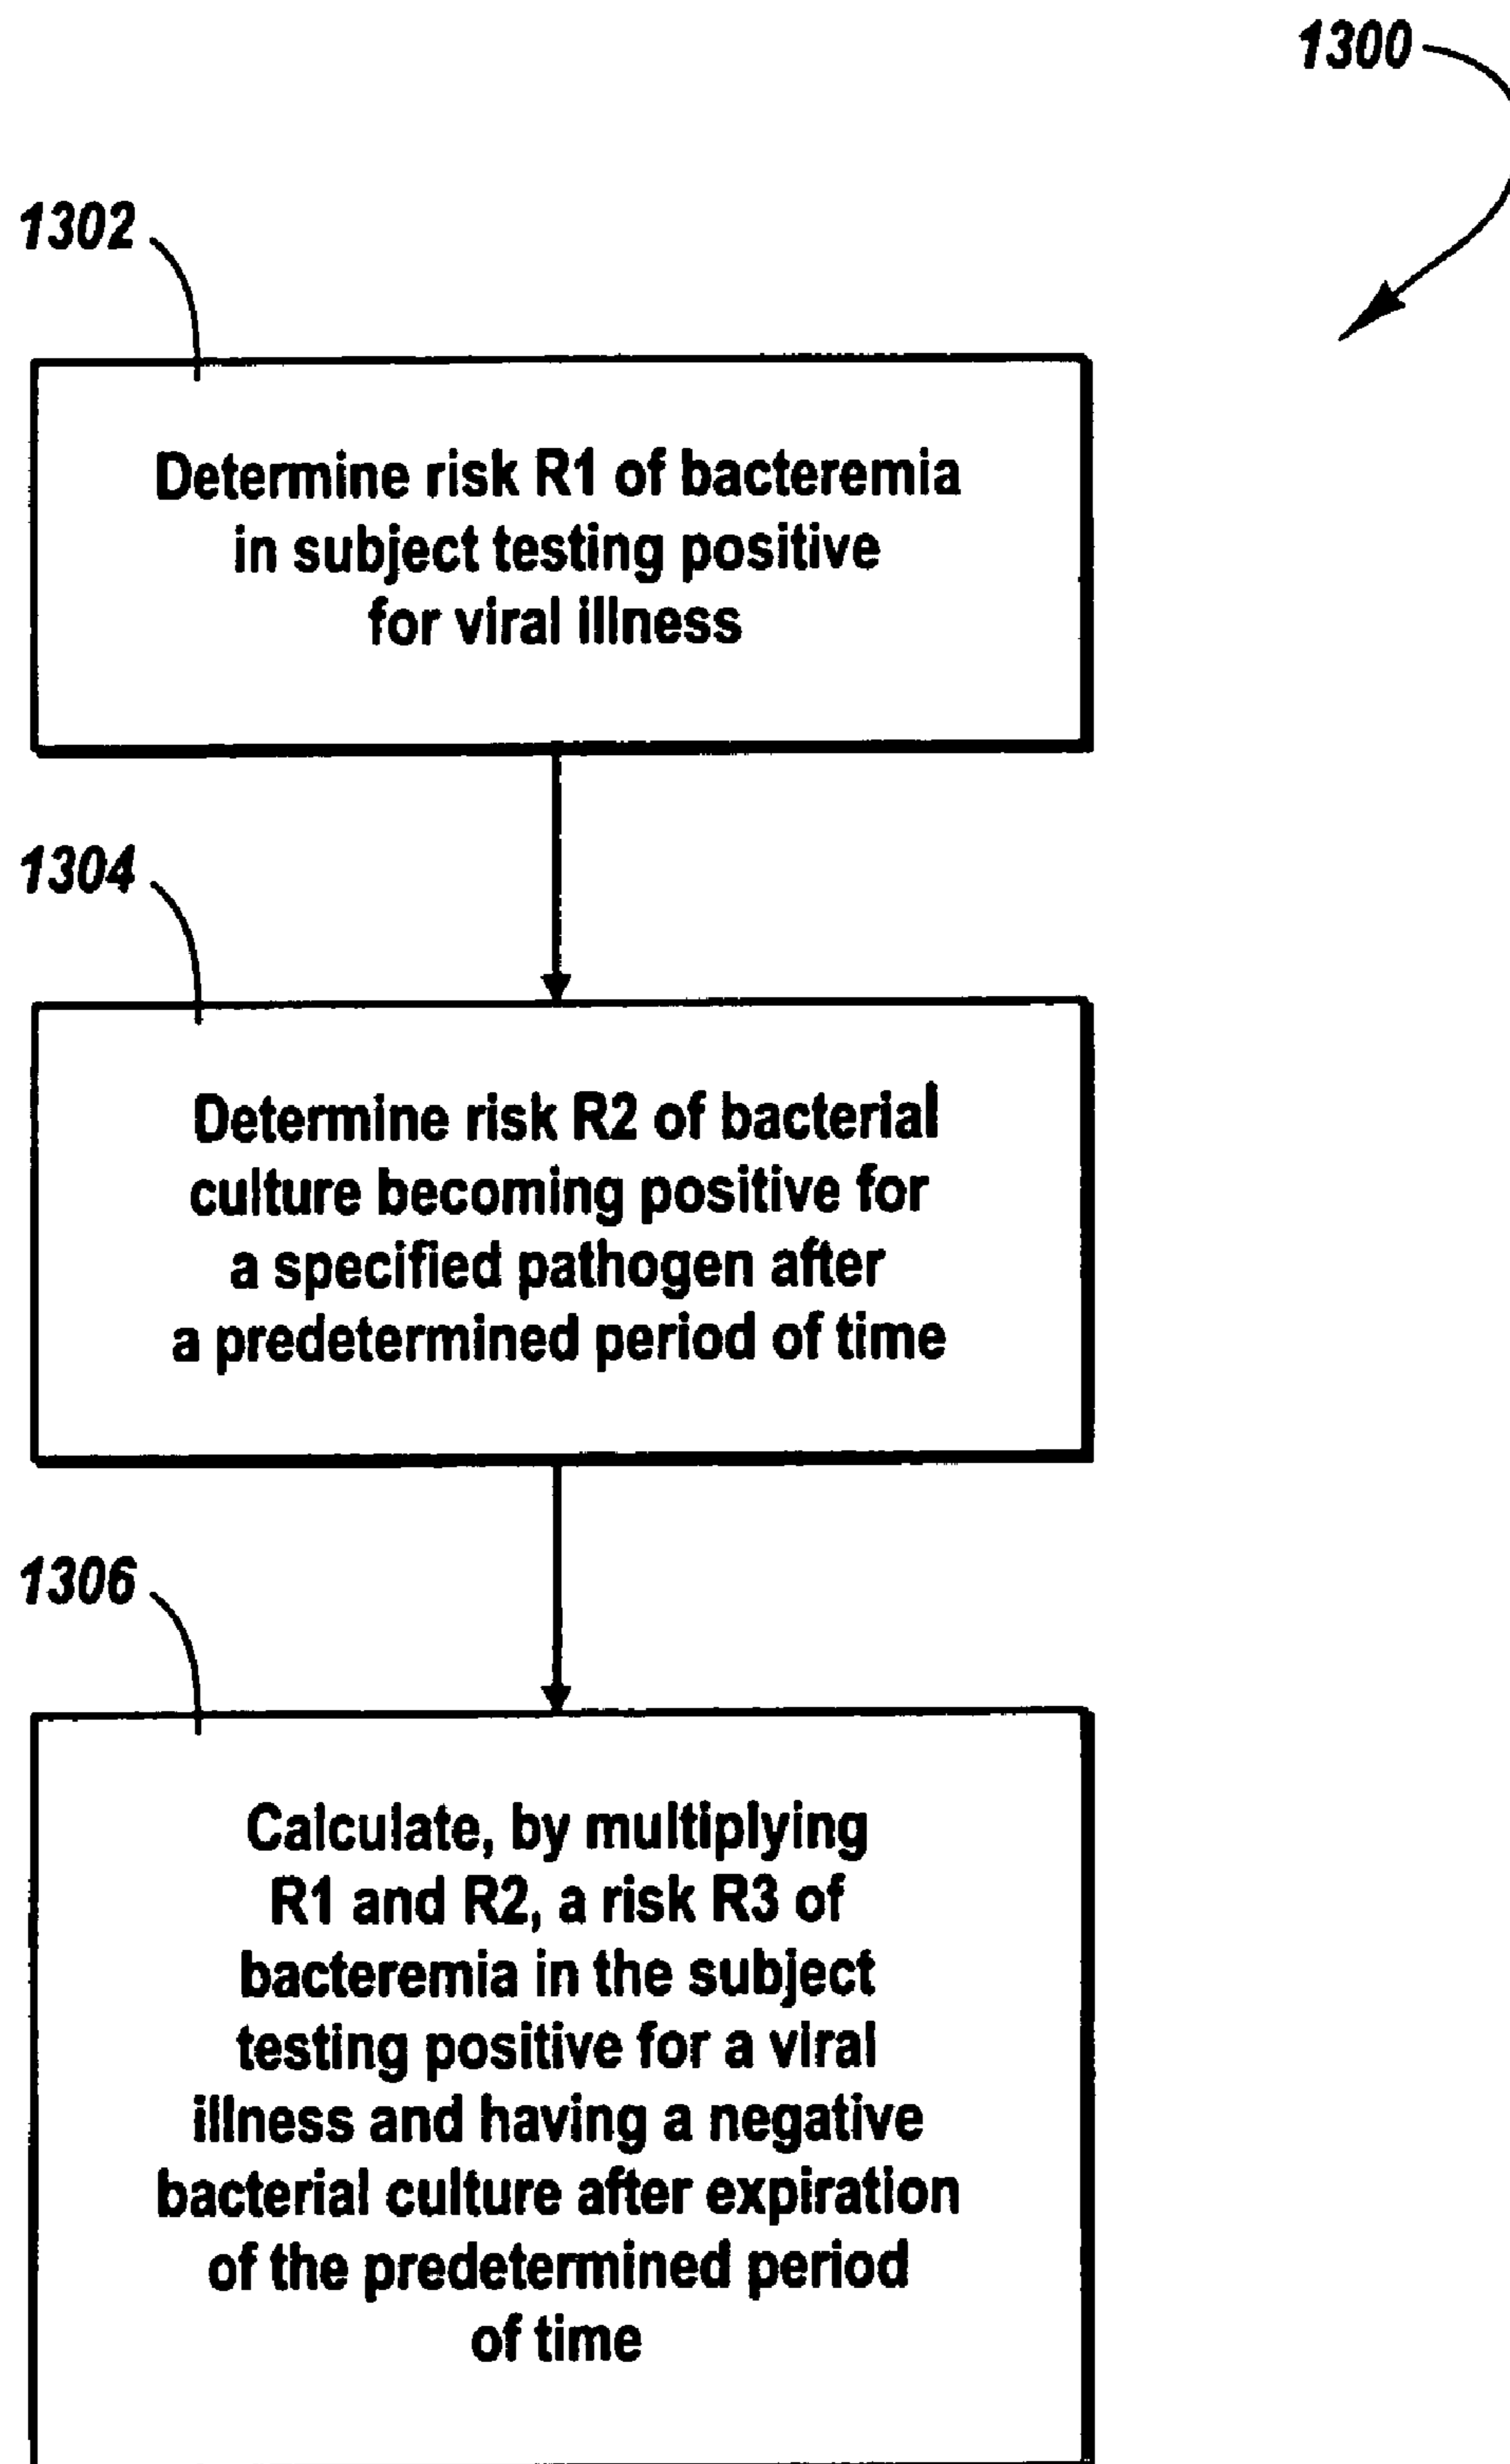 1300
1302
Determine risk R1 of bacteremia
in subject testing positive
for viral illness
1304
Determine risk R2 of bacterial
culture becoming positive for
a specified pathogen after
a predetermined period of time
1306
Calculate, by multiplying
R1 and R2, a risk R3 of
bacteremia in the subject
testing positive for a viral
illness and having a negative
bacterial culture after expiration
of the predetermined period
of time